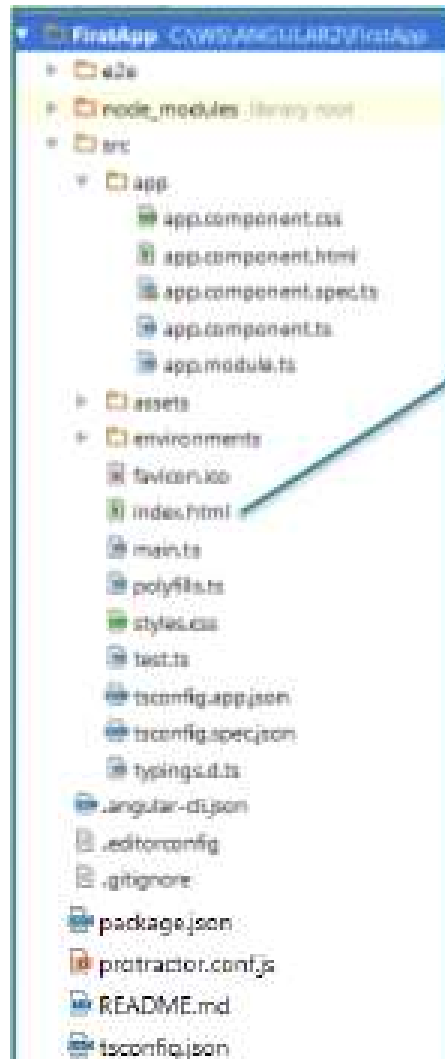 FirstApp C:\WS\ANGULAR2\FirstApp
e2e
node_modules library root
src
app
app.component.css
app.component.html
app.component.spec.ts
app.component.ts
app.module.ts
assets
environments
favicon.ico
index.html
main.ts
polyfills.ts
styles.css
test.ts
tsconfig.app.json
tsconfig.spec.json
typings.d.ts
.angular-cli.json
.editorconfig
.gitignore
package.json
protractor.conf.js
README.md
tsconfig.json